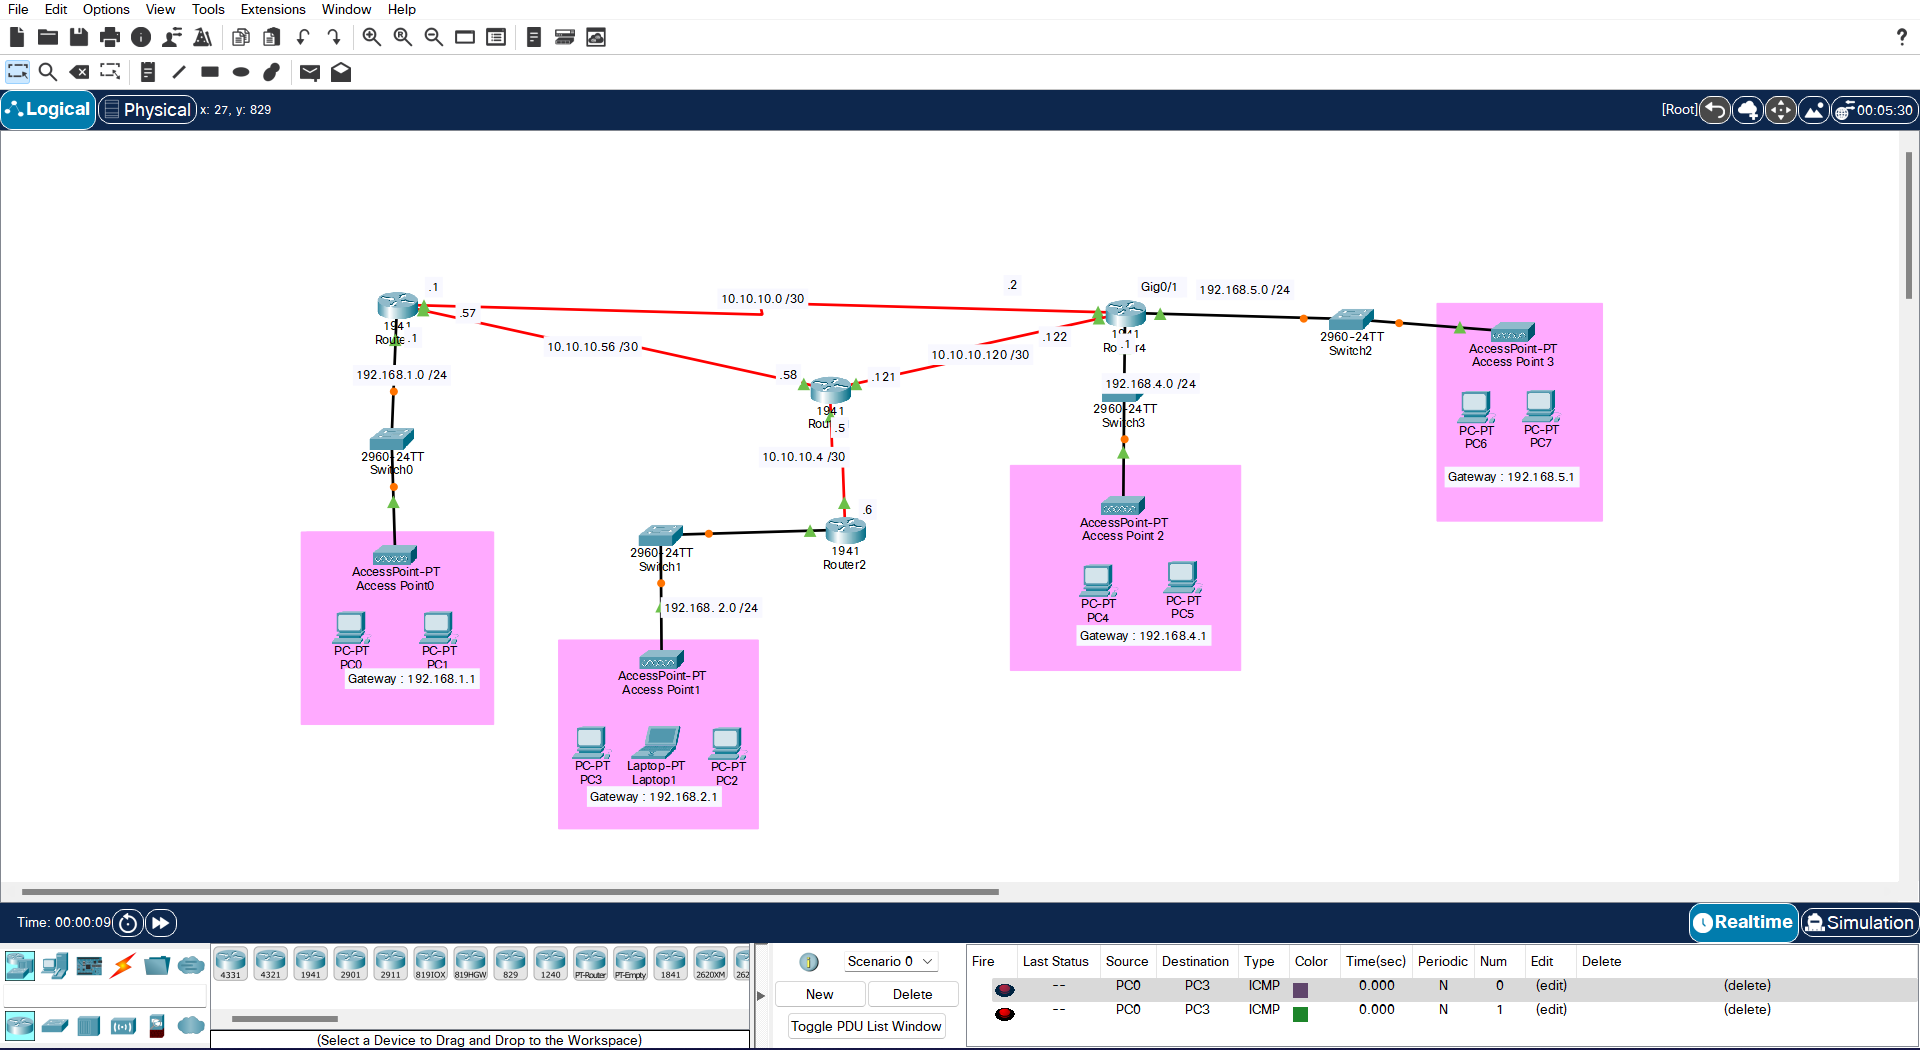 File Edit Options View Tools Extensions Window Help
?
Logical Physical x: 27, y: 829
[Root] 00:05:30
.1
.57
10.10.10.0 /30
.2
Gig0/1
192.168.5.0 /24
1941
.1
10.10.10.56 /30
.58
.121
10.10.10.120 /30
.122
1941
.1
2960-24TT
Switch2
AccessPoint-PT
Access Point 3
192.168.1.0 /24
192.168.4.0 /24
2960-24TT
Switch3
1941
.5
PC-PT
PC6
PC-PT
PC7
Gateway : 192.168.5.1
2960-24TT
Switch0
10.10.10.4 /30
.6
2960-24TT
Switch1
1941
Router2
AccessPoint-PT
Access Point 2
AccessPoint-PT
Access Point0
192.168. 2.0 /24
PC-PT
PC4
PC-PT
PC5
Gateway : 192.168.4.1
PC-PT
PC0
PC-PT
PC1
Gateway : 192.168.1.1
AccessPoint-PT
Access Point1
PC-PT
PC3
Laptop-PT
Laptop1
PC-PT
PC2
Gateway : 192.168.2.1
Time: 00:00:09
Realtime Simulation
4331 4321 1941 2901 2911 819IOX 819HGW 829 1240 PT-Router PT-Empty 1841 2620XM 262
(Select a Device to Drag and Drop to the Workspace)
Scenario 0
New Delete
Toggle PDU List Window
Fire Last Status Source Destination Type Color Time(sec) Periodic Num Edit Delete
-- PC0 PC3 ICMP 0.000 N 0 (edit) (delete)
-- PC0 PC3 ICMP 0.000 N 1 (edit) (delete)